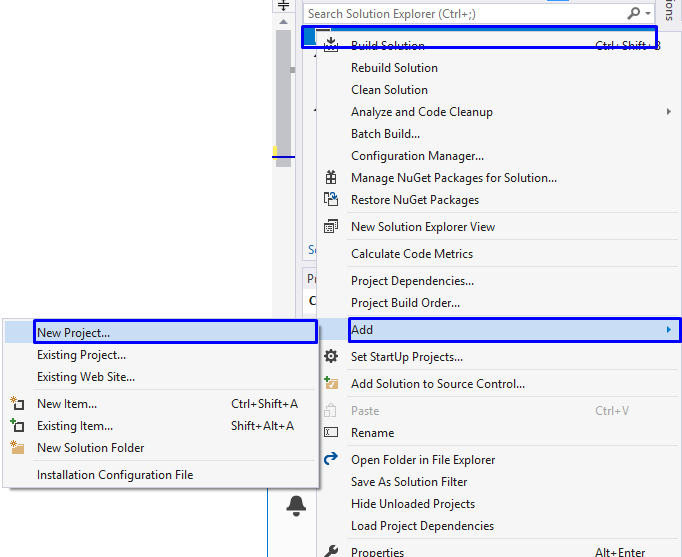 Search Solution Explorer (Ctrl+;)
Build Solution Ctrl+Shift+B
Rebuild Solution
Clean Solution
Analyze and Code Cleanup
Batch Build...
Configuration Manager...
Manage NuGet Packages for Solution...
Restore NuGet Packages
New Solution Explorer View
Calculate Code Metrics
Project Dependencies...
Project Build Order...
Add
Set StartUp Projects...
Add Solution to Source Control...
Paste Ctrl+V
Rename
Open Folder in File Explorer
Save As Solution Filter
Hide Unloaded Projects
Load Project Dependencies
Properties Alt+Enter
New Project...
Existing Project...
Existing Web Site...
New Item... Ctrl+Shift+A
Existing Item... Shift+Alt+A
New Solution Folder
Installation Configuration File